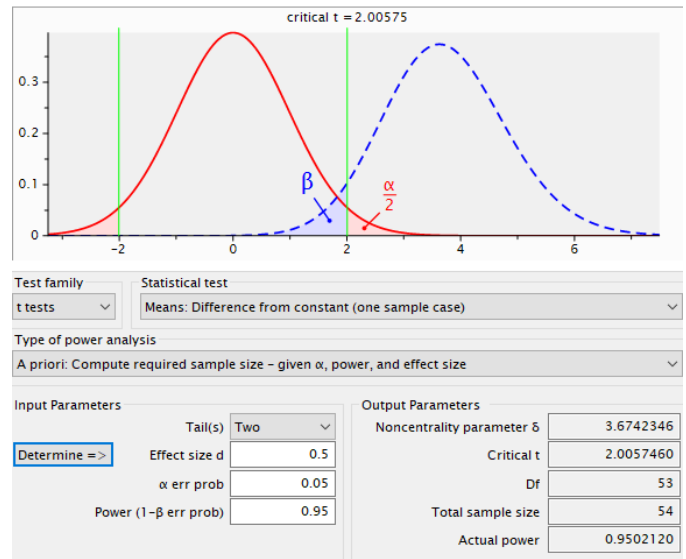 critical t = 2.00575
0.3
0.2
0.1
0
β
α
2
-2
0
2
4
6
Test family
Statistical test
t tests
Means: Difference from constant (one sample case)
Type of power analysis
A priori: Compute required sample size – given α, power, and effect size
Input Parameters
Output Parameters
Tail(s) Two
Noncentrality parameter δ 3.6742346
Determine => Effect size d 0.5
Critical t 2.0057460
α err prob 0.05
Df 53
Power (1-β err prob) 0.95
Total sample size 54
Actual power 0.9502120